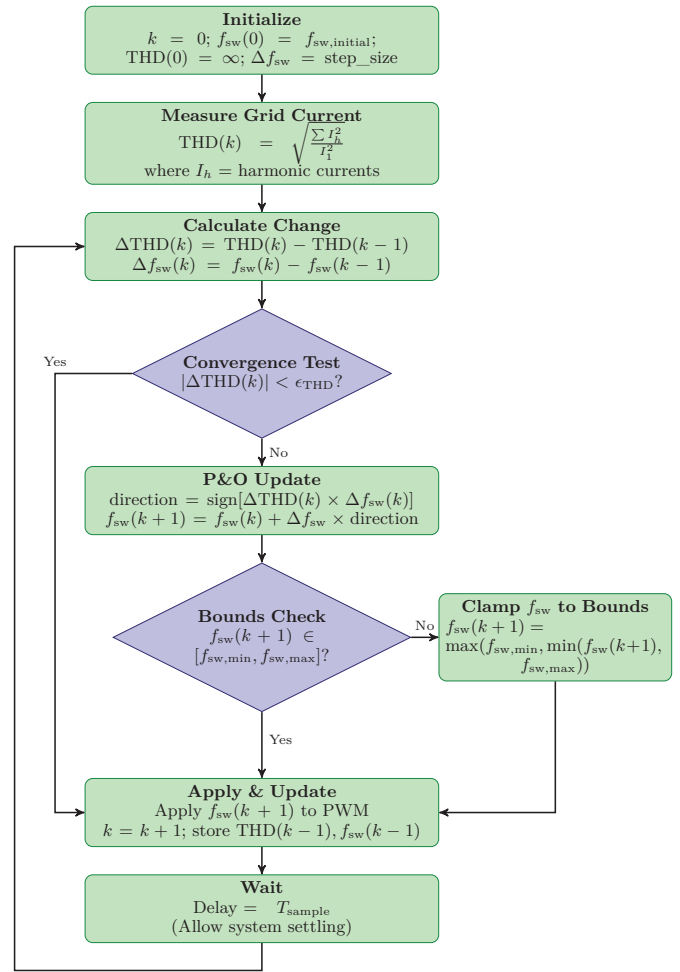 Initialize
k = 0; f_sw(0) = f_sw,initial;
THD(0) = ∞; Δf_sw = step_size
Measure Grid Current
THD(k) = √(∑ I_h^2 / I_1^2)
where I_h = harmonic currents
Calculate Change
ΔTHD(k) = THD(k) − THD(k − 1)
Δf_sw(k) = f_sw(k) − f_sw(k − 1)
Yes
Convergence Test
|ΔTHD(k)| < ϵ_THD?
No
P&O Update
direction = sign[ΔTHD(k) × Δf_sw(k)]
f_sw(k + 1) = f_sw(k) + Δf_sw × direction
Bounds Check
f_sw(k + 1) ∈
[f_sw,min, f_sw,max]?
No
Clamp f_sw to Bounds
f_sw(k + 1) =
max(f_sw,min, min(f_sw(k+1),
f_sw,max))
Yes
Apply & Update
Apply f_sw(k + 1) to PWM
k = k + 1; store THD(k−1), f_sw(k−1)
Wait
Delay = T_sample
(Allow system settling)